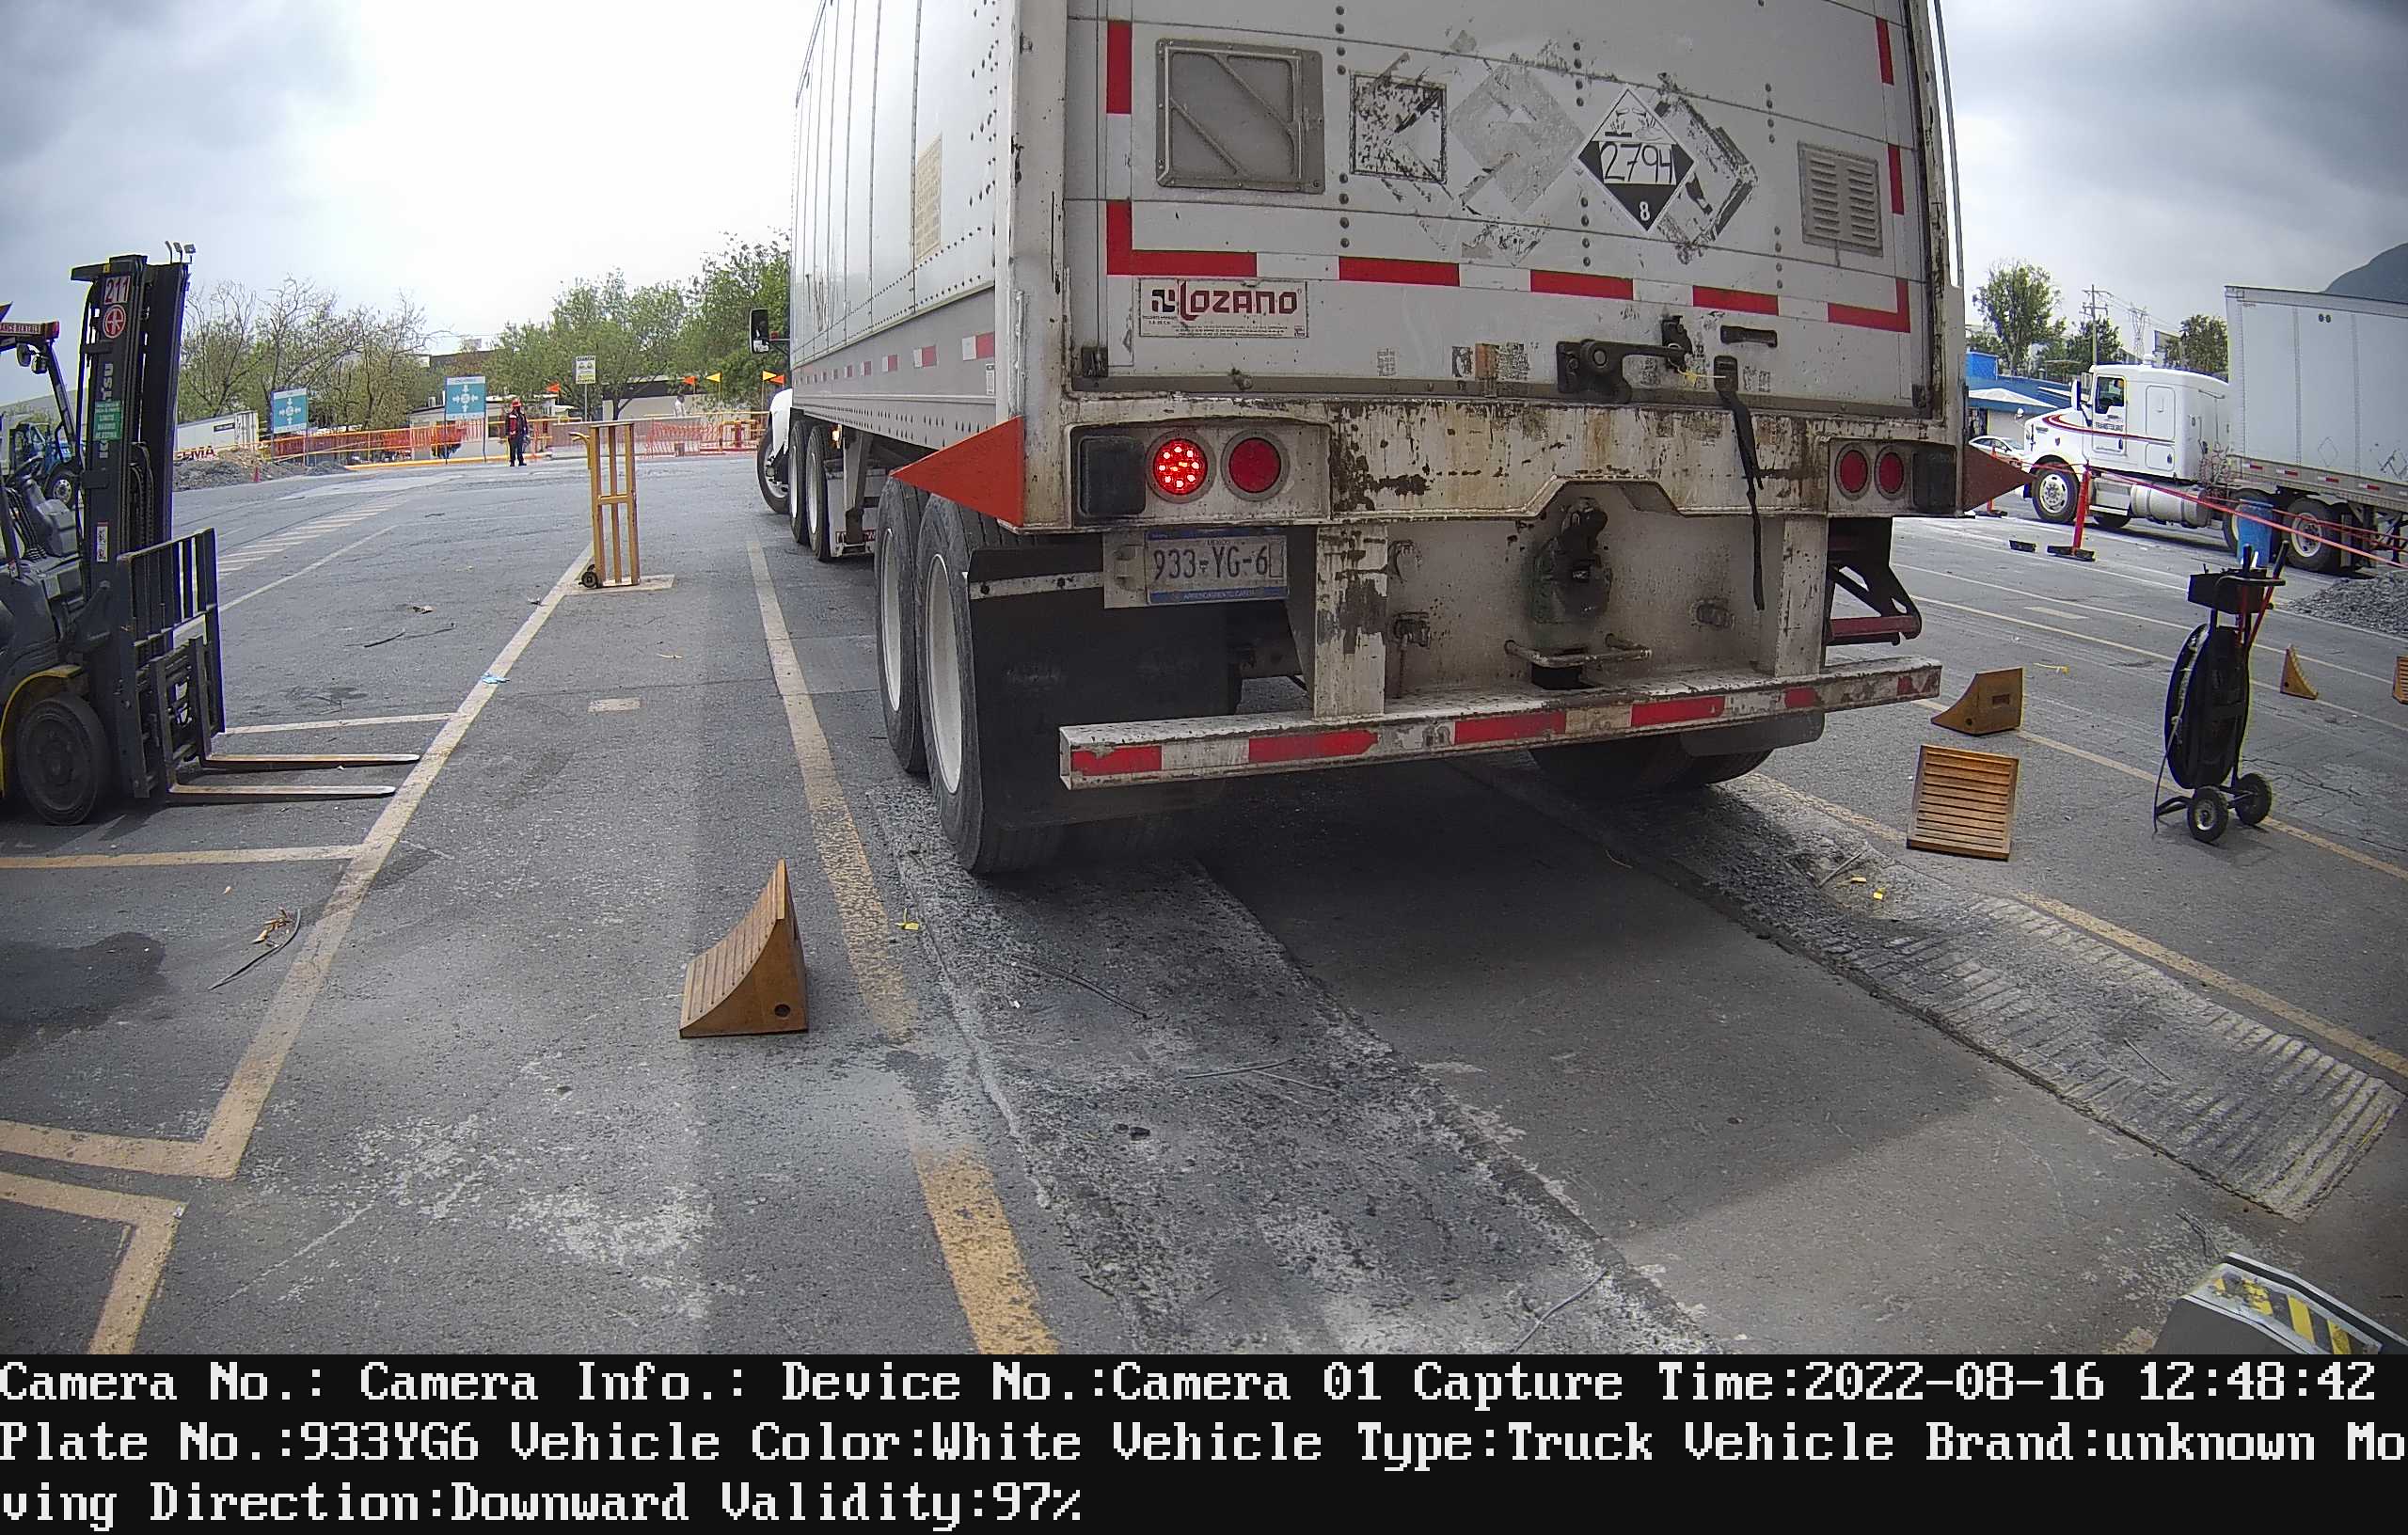 211
2794
8
LOZANO
MEXICO
933-YG-6
Camera No.: Camera Info.: Device No.:Camera 01 Capture Time:2022-08-16 12:48:42
Plate No.:933YG6 Vehicle Color:White Vehicle Type:Truck Vehicle Brand:unknown Mo
ving Direction:Downward Validity:97%